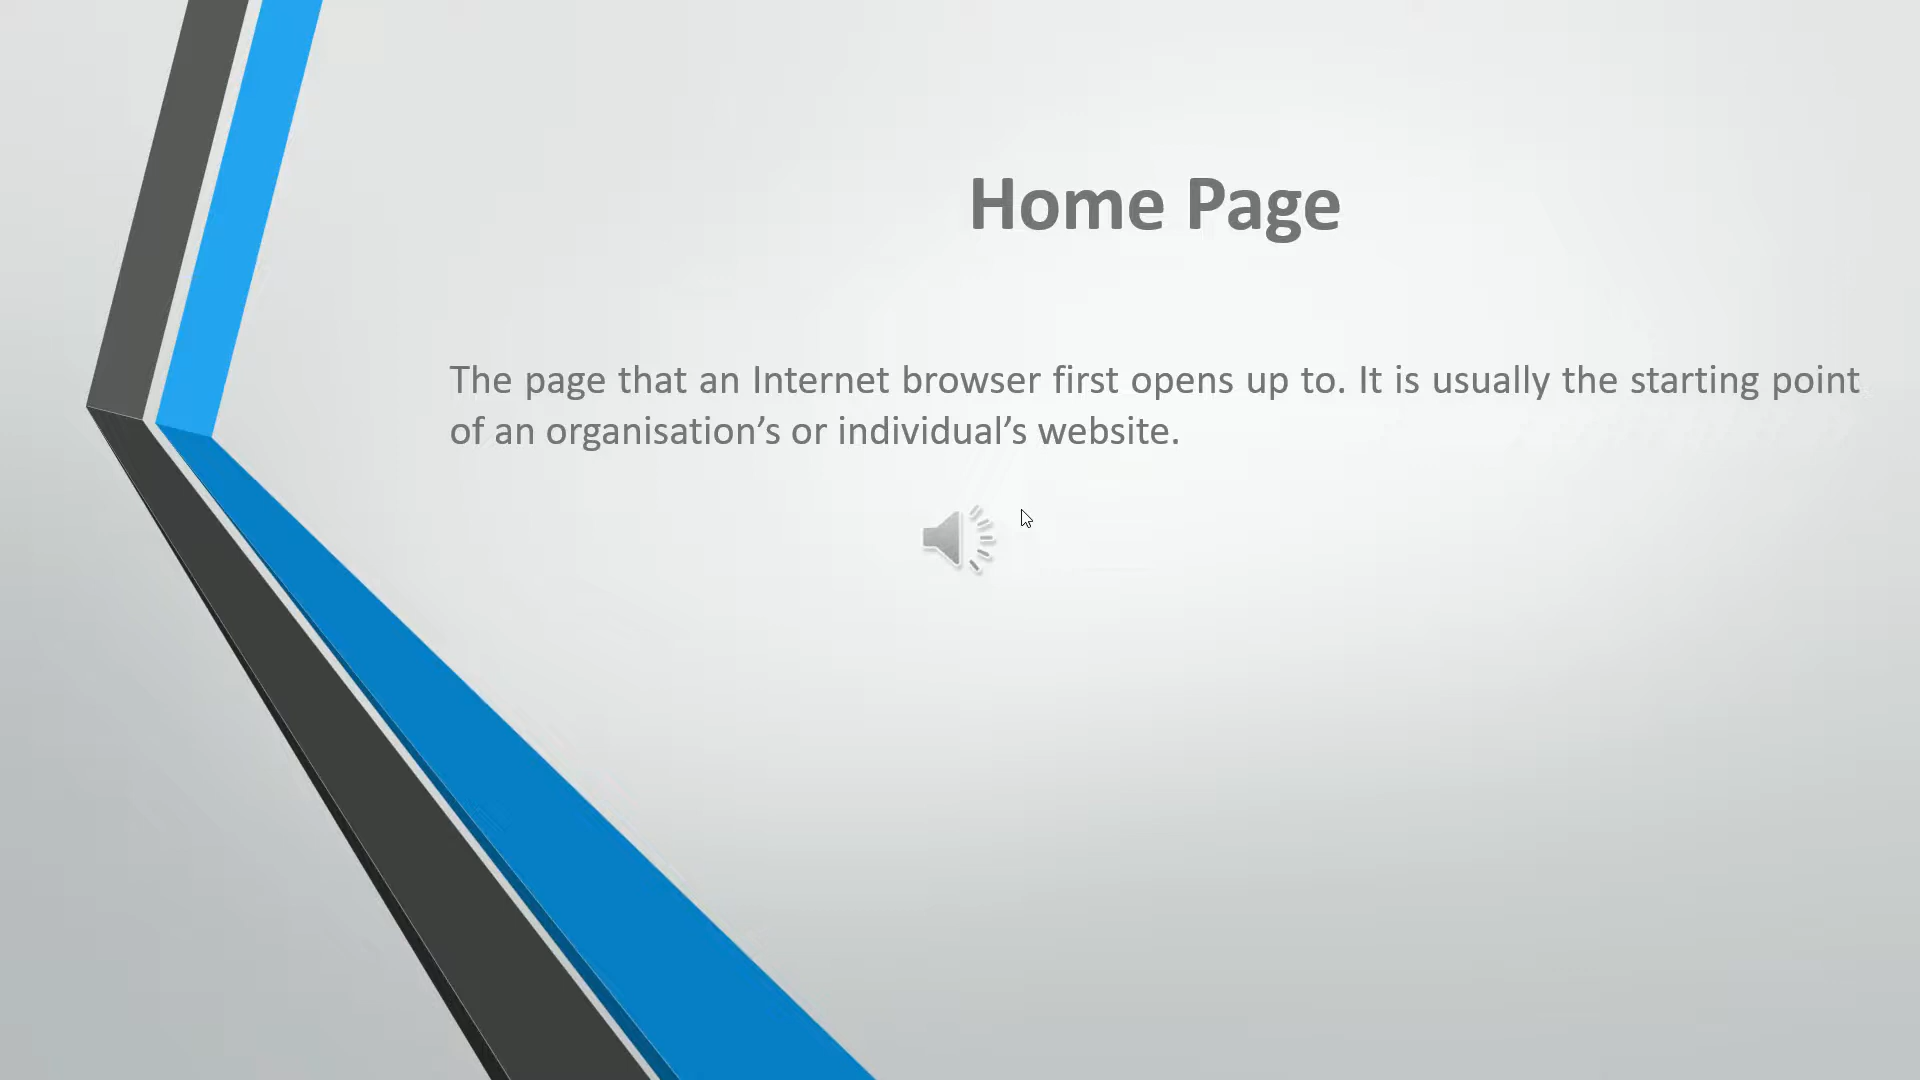 Home Page
The page that an Internet browser first opens up to. It is usually the starting point
of an organisation’s or individual’s website.